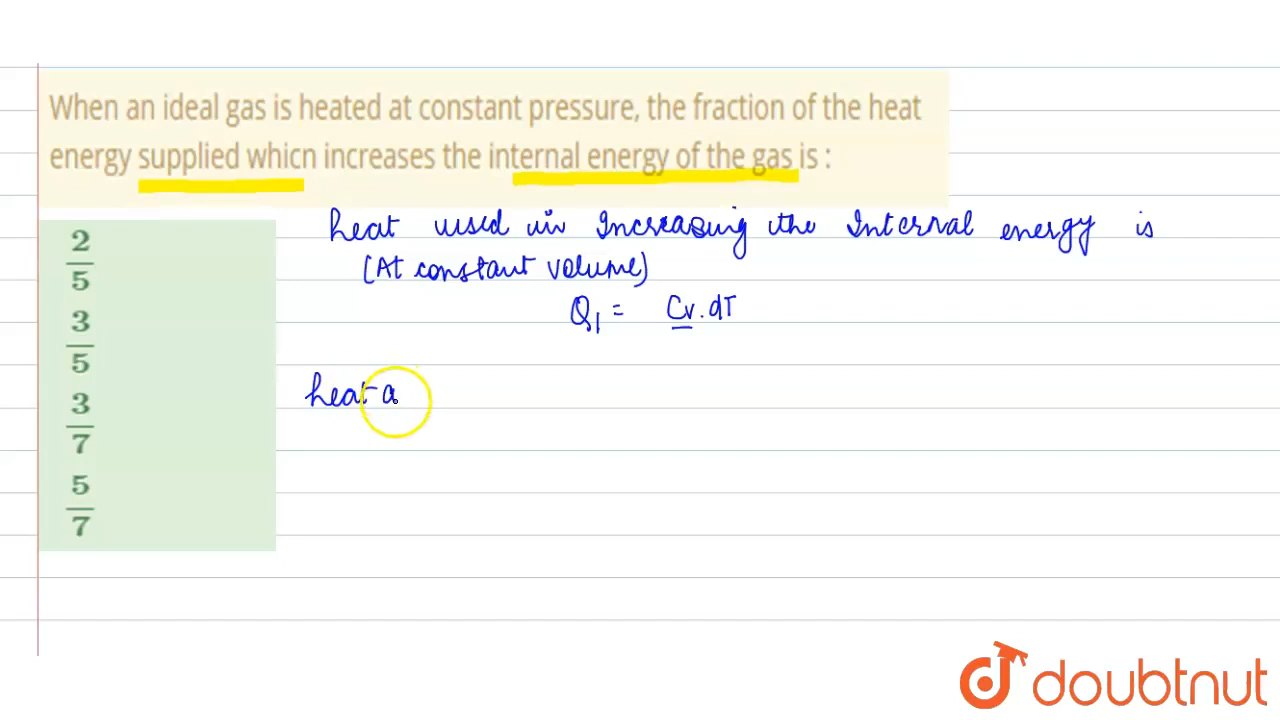 When an ideal gas is heated at constant pressure, the fraction of the heat
energy supplied which increases the internal energy of the gas is :
heat used in Increasing the Internal energy is
(At constant volume)
Q1 = Cv.dT
heat a
2/5
3/5
3/7
5/7
doubtnut